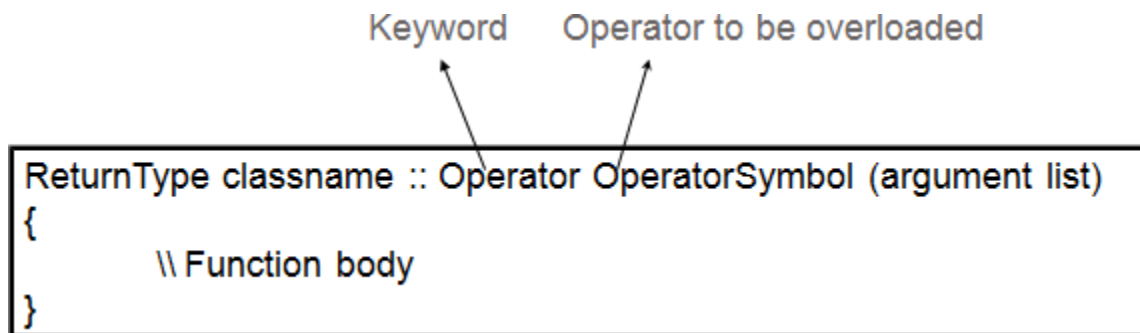 Keyword Operator to be overloaded
ReturnType classname :: Operator OperatorSymbol (argument list)
{
\\ Function body
}